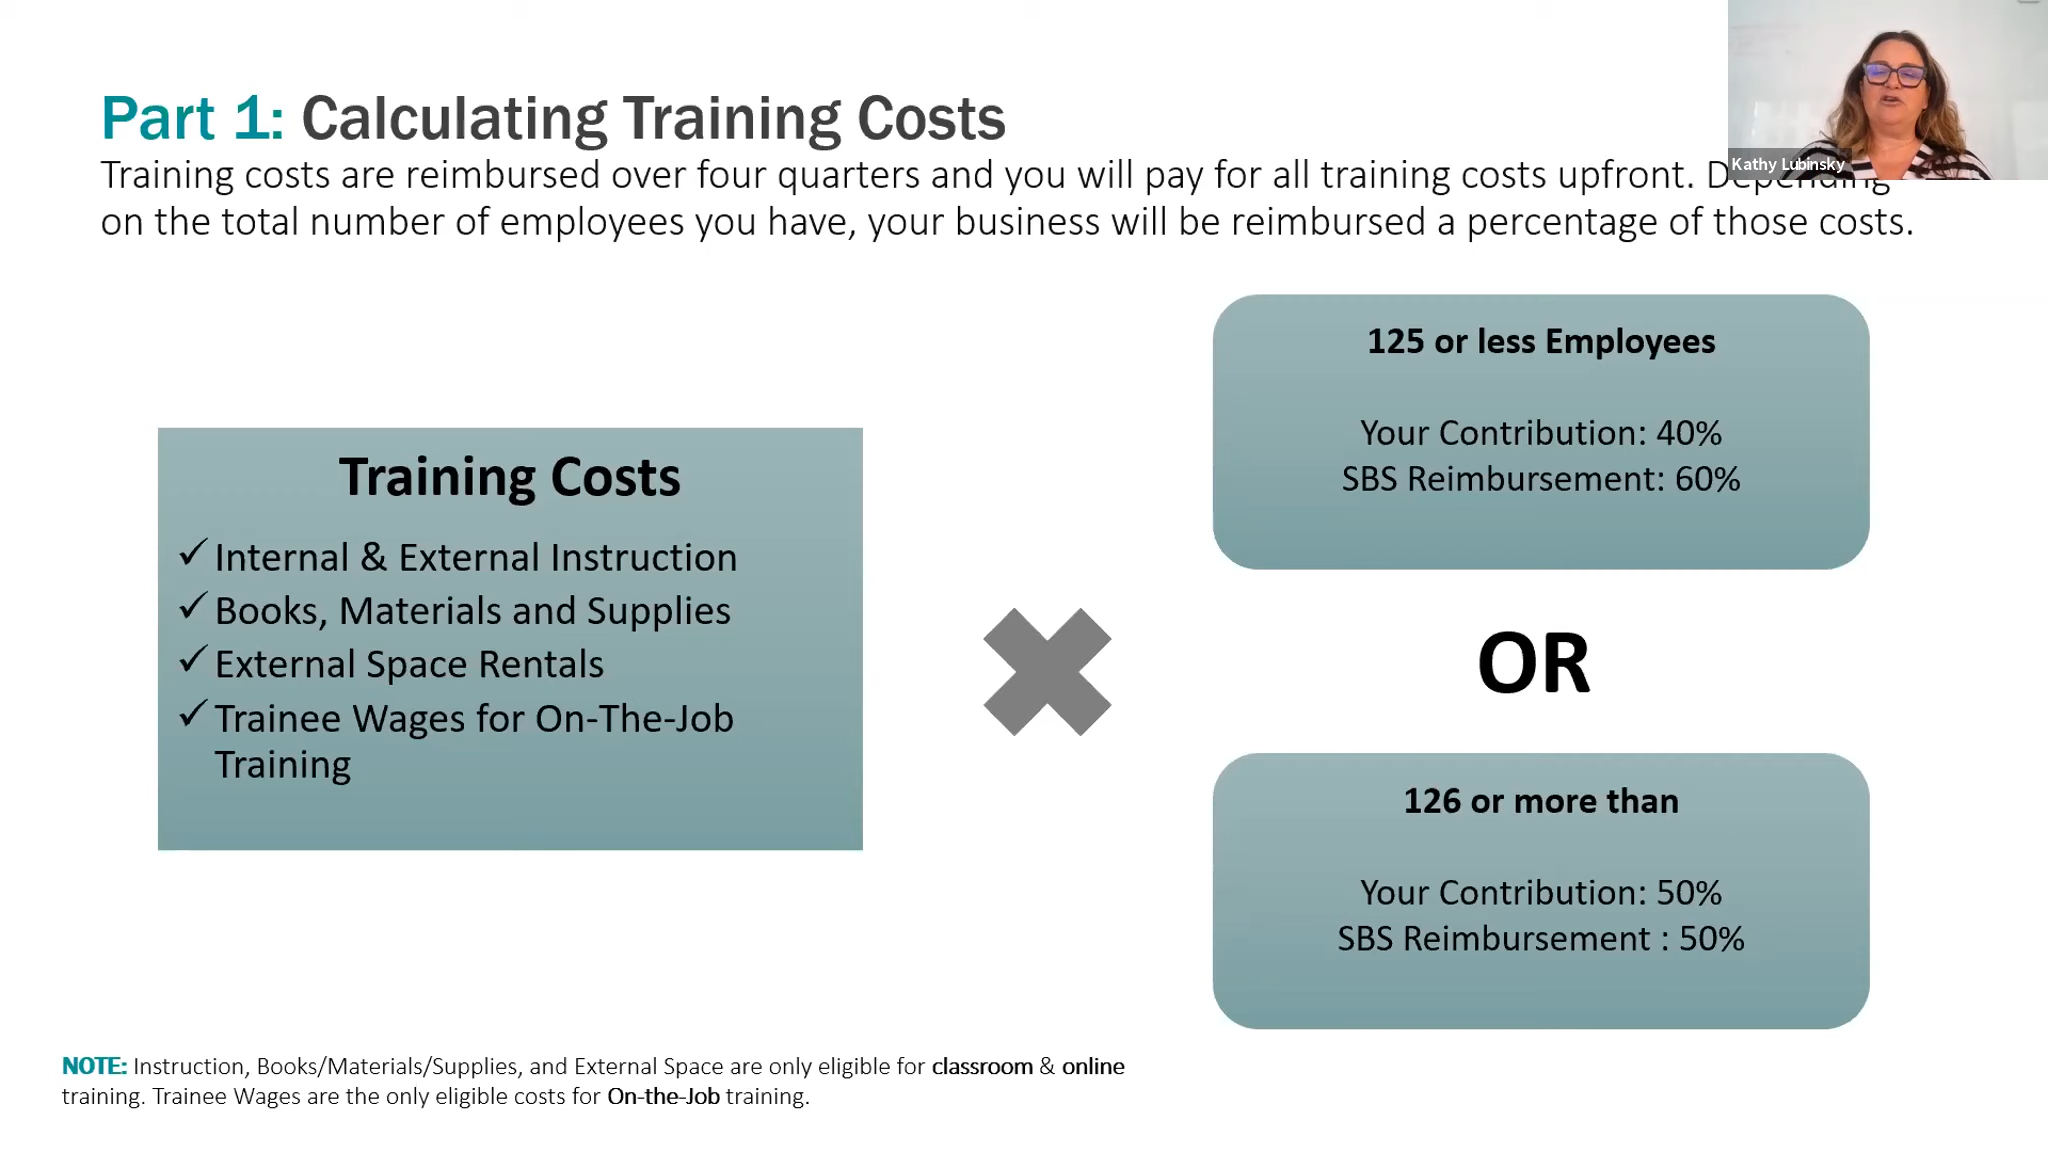 Part 1: Calculating Training Costs
Training costs are reimbursed over four quarters and you will pay for all training costs upfront. Depending
on the total number of employees you have, your business will be reimbursed a percentage of those costs.
Kathy Lubinsky
Training Costs
✓ Internal & External Instruction
✓ Books, Materials and Supplies
✓ External Space Rentals
✓ Trainee Wages for On-The-Job
Training
125 or less Employees
Your Contribution: 40%
SBS Reimbursement: 60%
OR
126 or more than
Your Contribution: 50%
SBS Reimbursement : 50%
NOTE: Instruction, Books/Materials/Supplies, and External Space are only eligible for classroom & online
training. Trainee Wages are the only eligible costs for On-the-Job training.